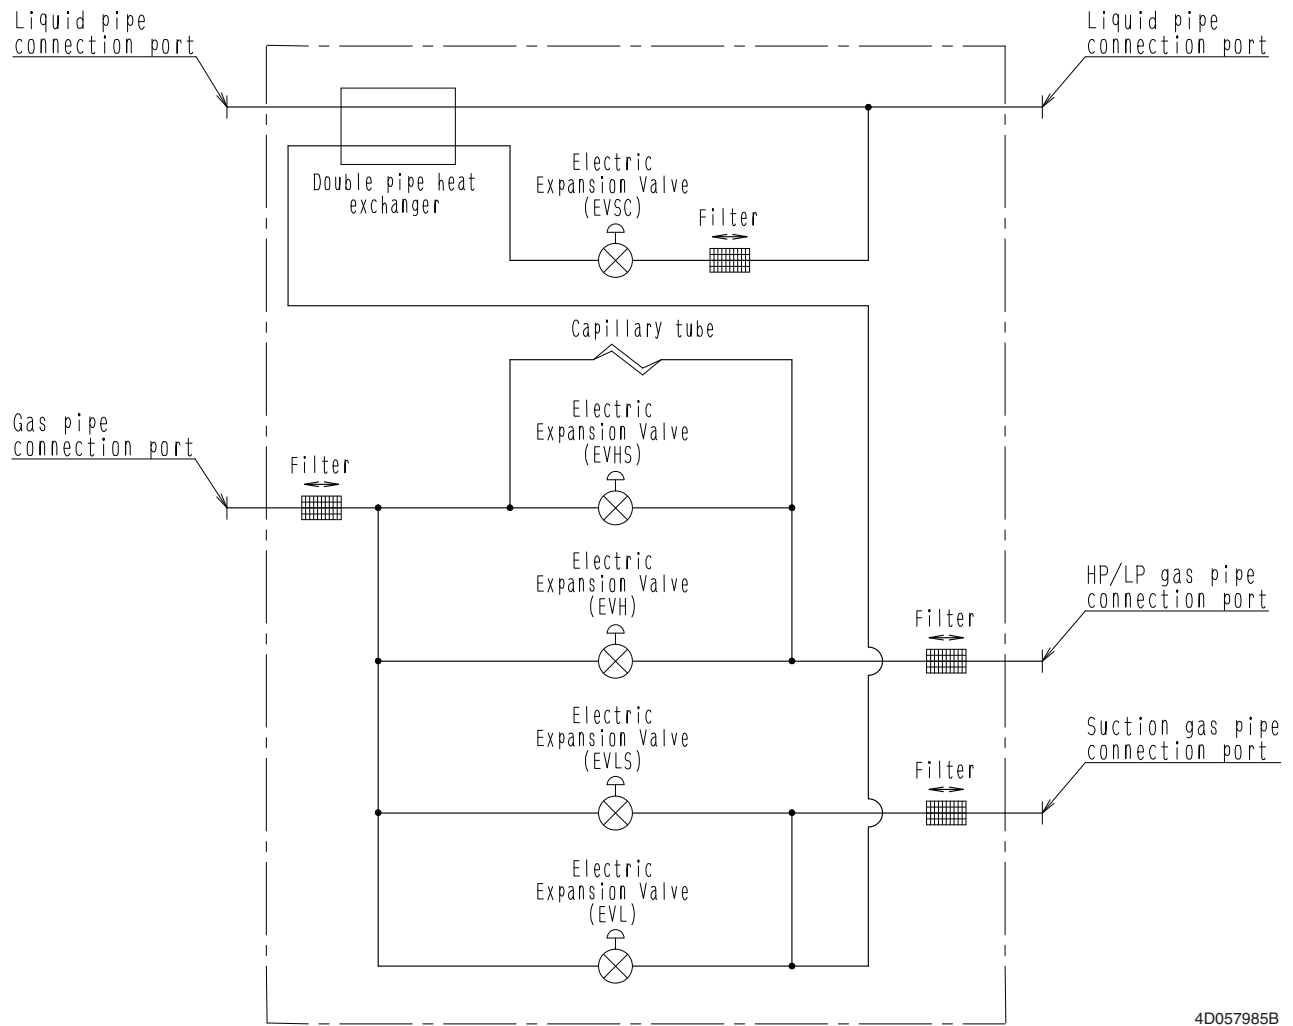 Liquid pipe
connection port
Liquid pipe
connection port
Double pipe heat
exchanger
Electric
Expansion Valve
(EVSC)
Filter
Capillary tube
Gas pipe
connection port
Filter
Electric
Expansion Valve
(EVHS)
Electric
Expansion Valve
(EVH)
HP/LP gas pipe
connection port
Filter
Electric
Expansion Valve
(EVLS)
Suction gas pipe
connection port
Filter
Electric
Expansion Valve
(EVL)
4D057985B